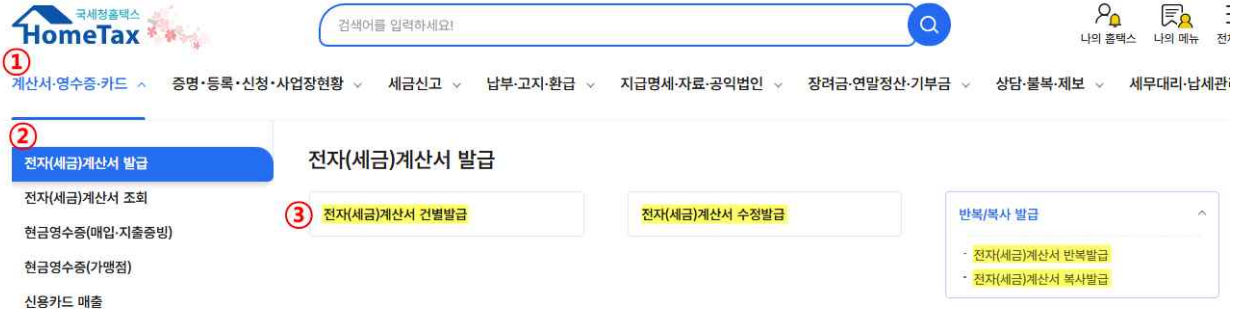 국세청홈택스
HomeTax
검색어를 입력하세요!
나의 홈택스
나의 메뉴
①
계산서·영수증·카드
증명·등록·신청·사업장현황
세금신고
납부·고지·환급
지급명세·자료·공익법인
장려금·연말정산·기부금
상담·불복·제보
세무대리·납세관
②
전자(세금)계산서 발급
전자(세금)계산서 조회
현금영수증(매입·지출증빙)
현금영수증(가맹점)
신용카드 매출
전자(세금)계산서 발급
③ 전자(세금)계산서 건별발급
전자(세금)계산서 수정발급
반복/복사 발급
- 전자(세금)계산서 반복발급
- 전자(세금)계산서 복사발급